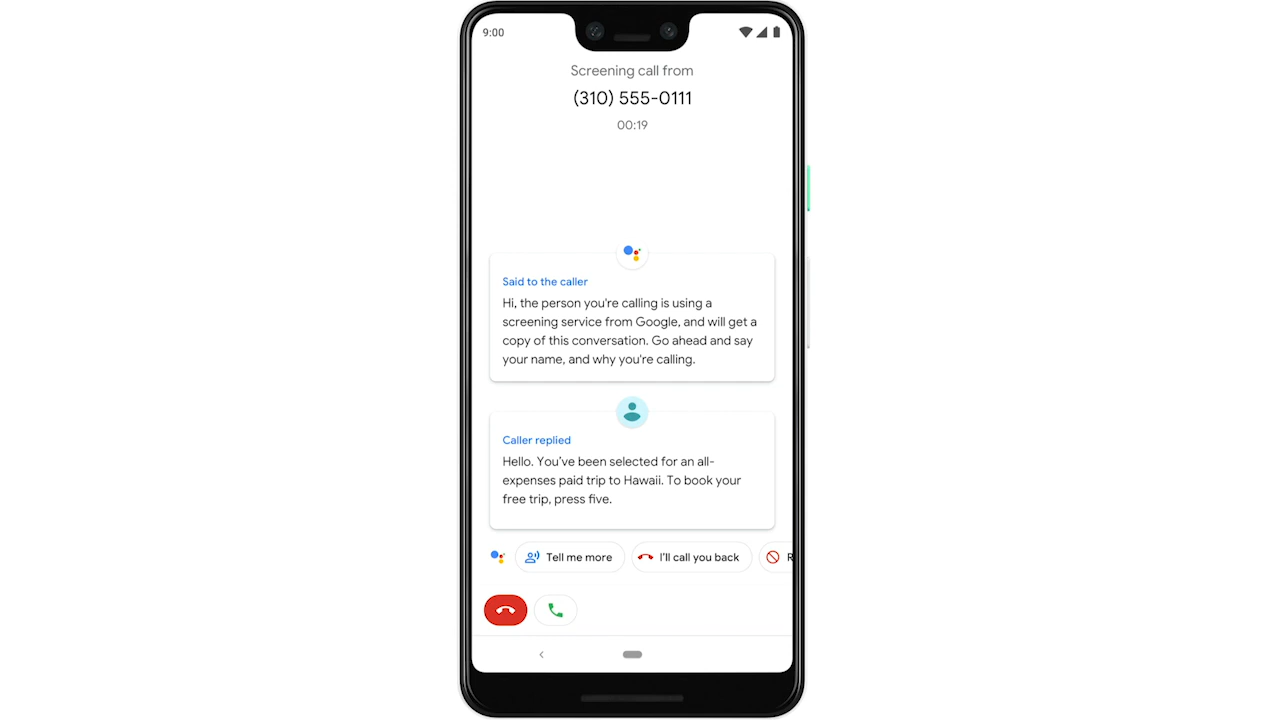 9:00
Screening call from
(310) 555-0111
00:19
Said to the caller
Hi, the person you're calling is using a
screening service from Google, and will get a
copy of this conversation. Go ahead and say
your name, and why you're calling.
Caller replied
Hello. You’ve been selected for an all-
expenses paid trip to Hawaii. To book your
free trip, press five.
Tell me more
I’ll call you back